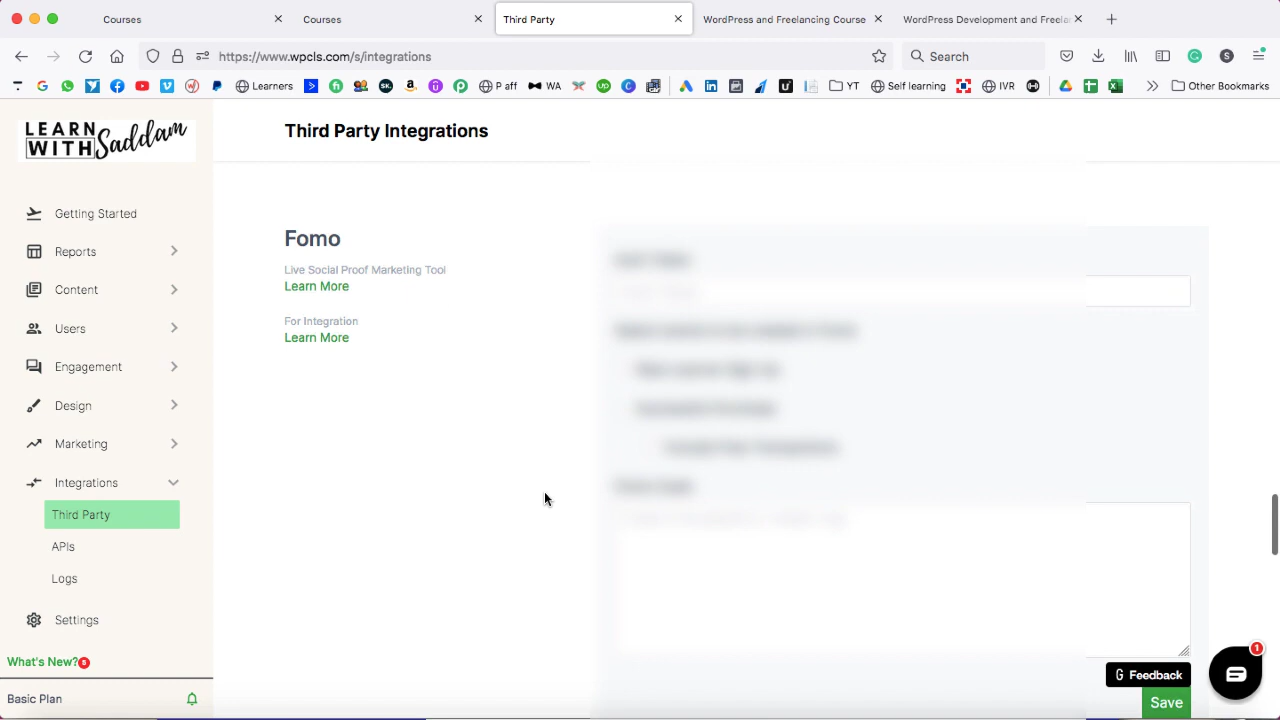 Courses
Courses
Third Party
WordPress and Freelancing Course
WordPress Development and Freelan
https://www.wpcls.com/s/integrations
Search
Learners
P aff
WA
YT
Self learning
IVR
Other Bookmarks
LEARN
WITH Saddam
Third Party Integrations
Getting Started
Reports
Content
Users
Engagement
Design
Marketing
Integrations
Third Party
APIs
Logs
Settings
What's New?
Basic Plan
Fomo
Live Social Proof Marketing Tool
Learn More
For Integration
Learn More
G Feedback
1
Save